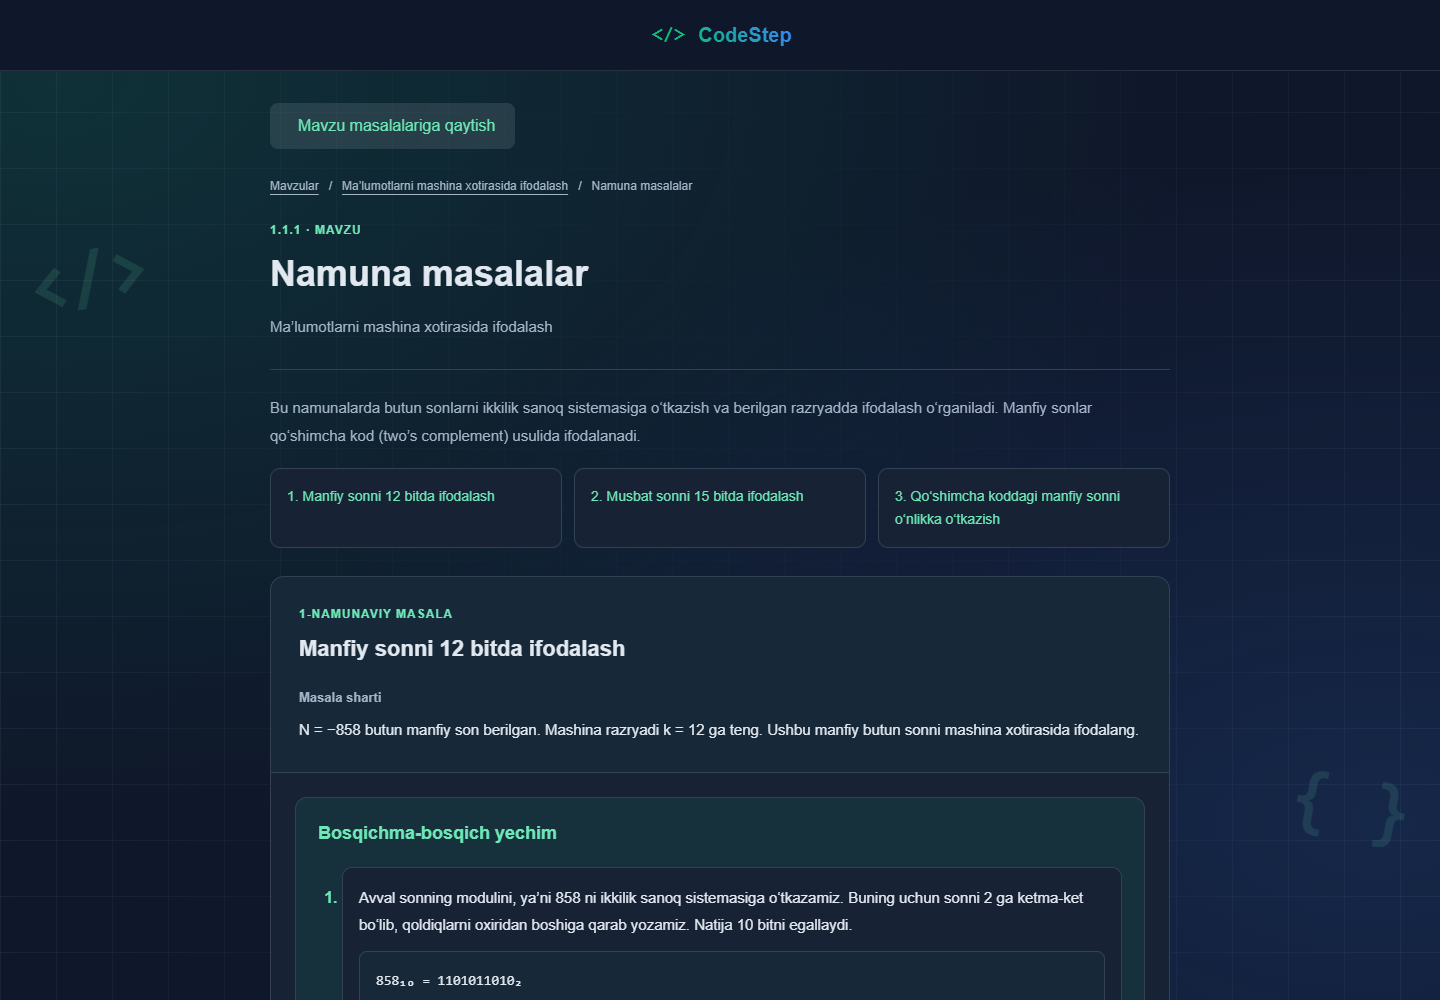 </> CodeStep
Mavzu masalalariga qaytish
Mavzular / Ma’lumotlarni mashina xotirasida ifodalash / Namuna masalalar
1.1.1 · MAVZU
Namuna masalalar
</>
Ma’lumotlarni mashina xotirasida ifodalash
Bu namunalarda butun sonlarni ikkilik sanoq sistemasiga o‘tkazish va berilgan razryadda ifodalash o‘rganiladi. Manfiy sonlar
qo‘shimcha kod (two’s complement) usulida ifodalanadi.
1. Manfiy sonni 12 bitda ifodalash
2. Musbat sonni 15 bitda ifodalash
3. Qo‘shimcha koddagi manfiy sonni
o‘nlikka o‘tkazish
1-NAMUNAVIY MASALA
Manfiy sonni 12 bitda ifodalash
Masala sharti
N = −858 butun manfiy son berilgan. Mashina razryadi k = 12 ga teng. Ushbu manfiy butun sonni mashina xotirasida ifodalang.
{ }
Bosqichma-bosqich yechim
1. Avval sonning modulini, ya’ni 858 ni ikkilik sanoq sistemasiga o‘tkazamiz. Buning uchun sonni 2 ga ketma-ket
bo‘lib, qoldiqlarni oxiridan boshiga qarab yozamiz. Natija 10 bitni egallaydi.
858₁₀ = 1101011010₂